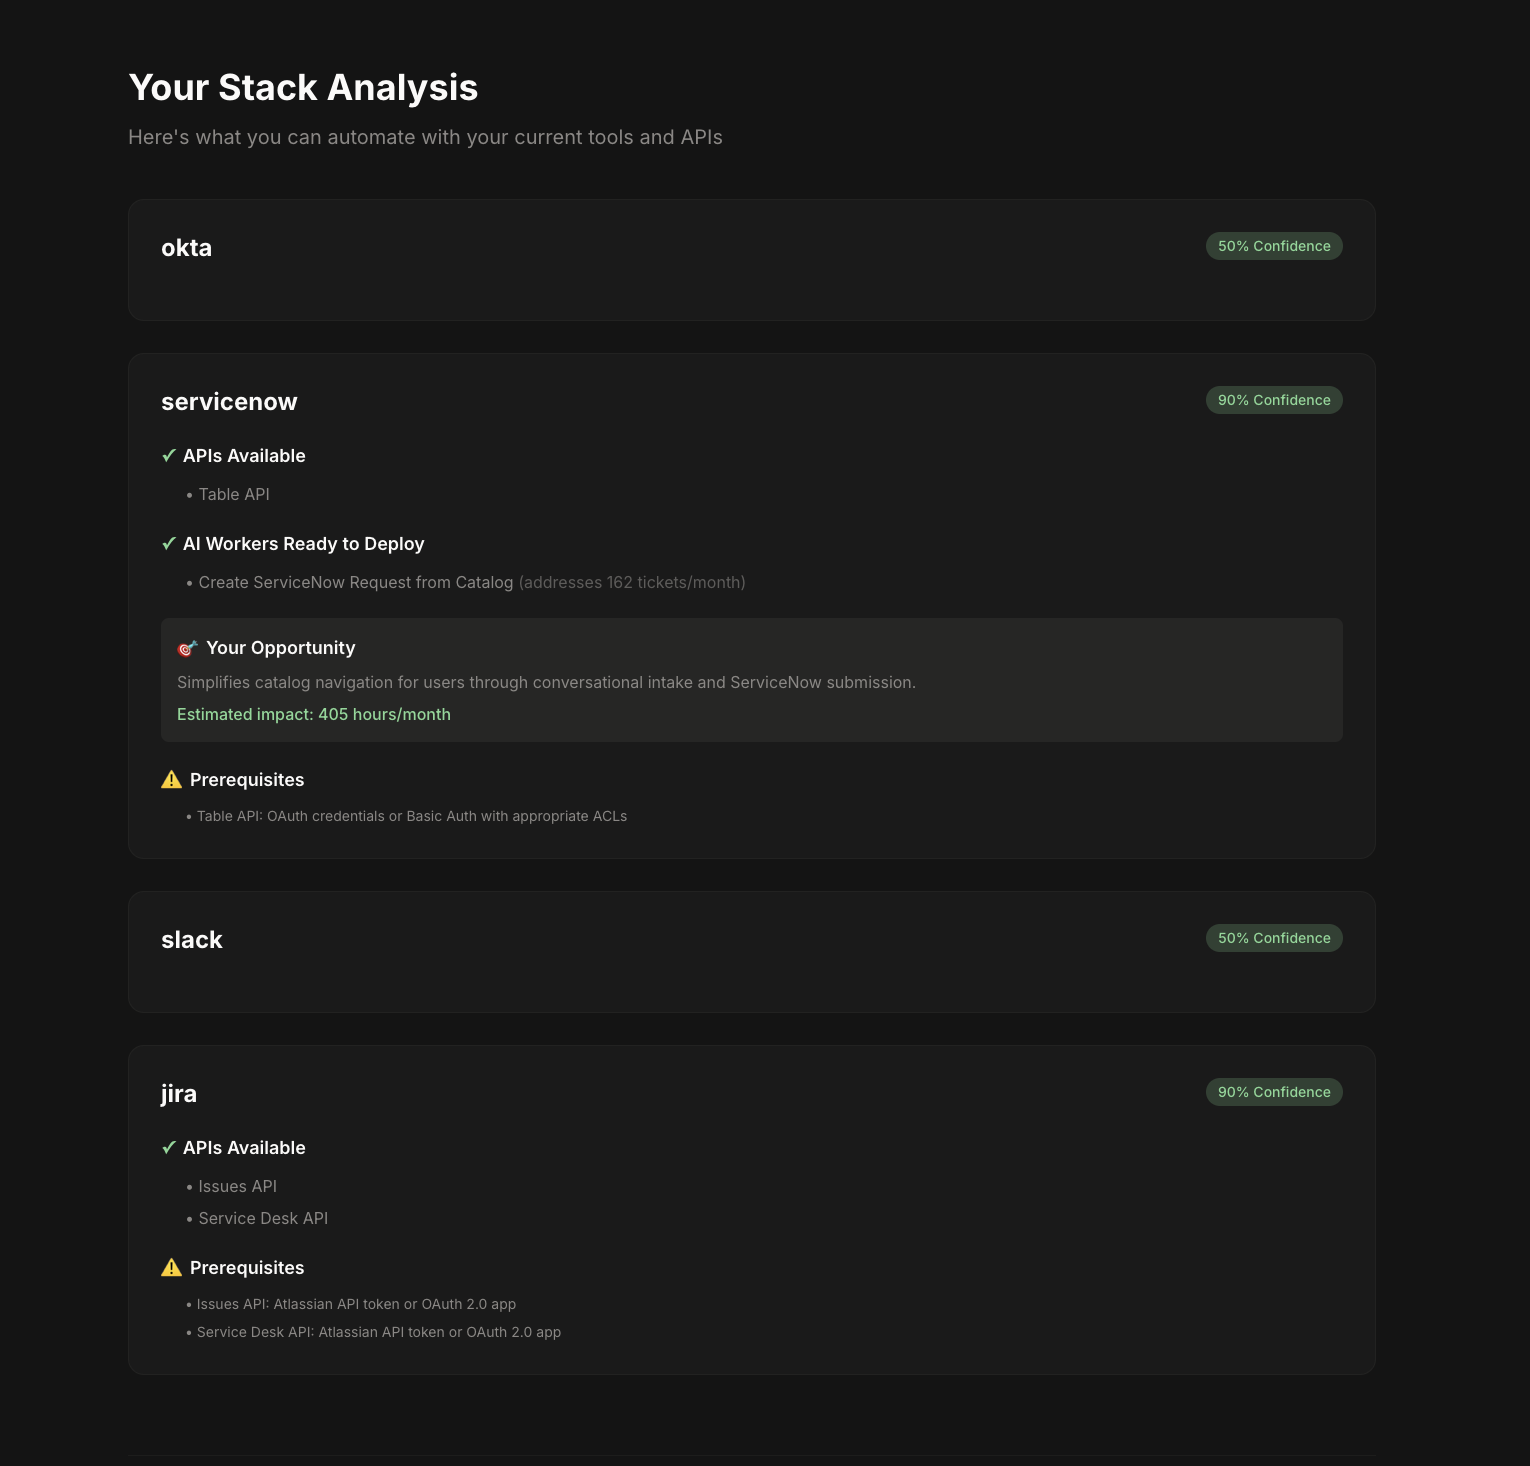 Your Stack Analysis
Here's what you can automate with your current tools and APIs
okta
50% Confidence
servicenow
90% Confidence
✓ APIs Available
• Table API
✓ AI Workers Ready to Deploy
• Create ServiceNow Request from Catalog (addresses 162 tickets/month)
🎯 Your Opportunity
Simplifies catalog navigation for users through conversational intake and ServiceNow submission.
Estimated impact: 405 hours/month
⚠️ Prerequisites
• Table API: OAuth credentials or Basic Auth with appropriate ACLs
slack
50% Confidence
jira
90% Confidence
✓ APIs Available
• Issues API
• Service Desk API
⚠️ Prerequisites
• Issues API: Atlassian API token or OAuth 2.0 app
• Service Desk API: Atlassian API token or OAuth 2.0 app